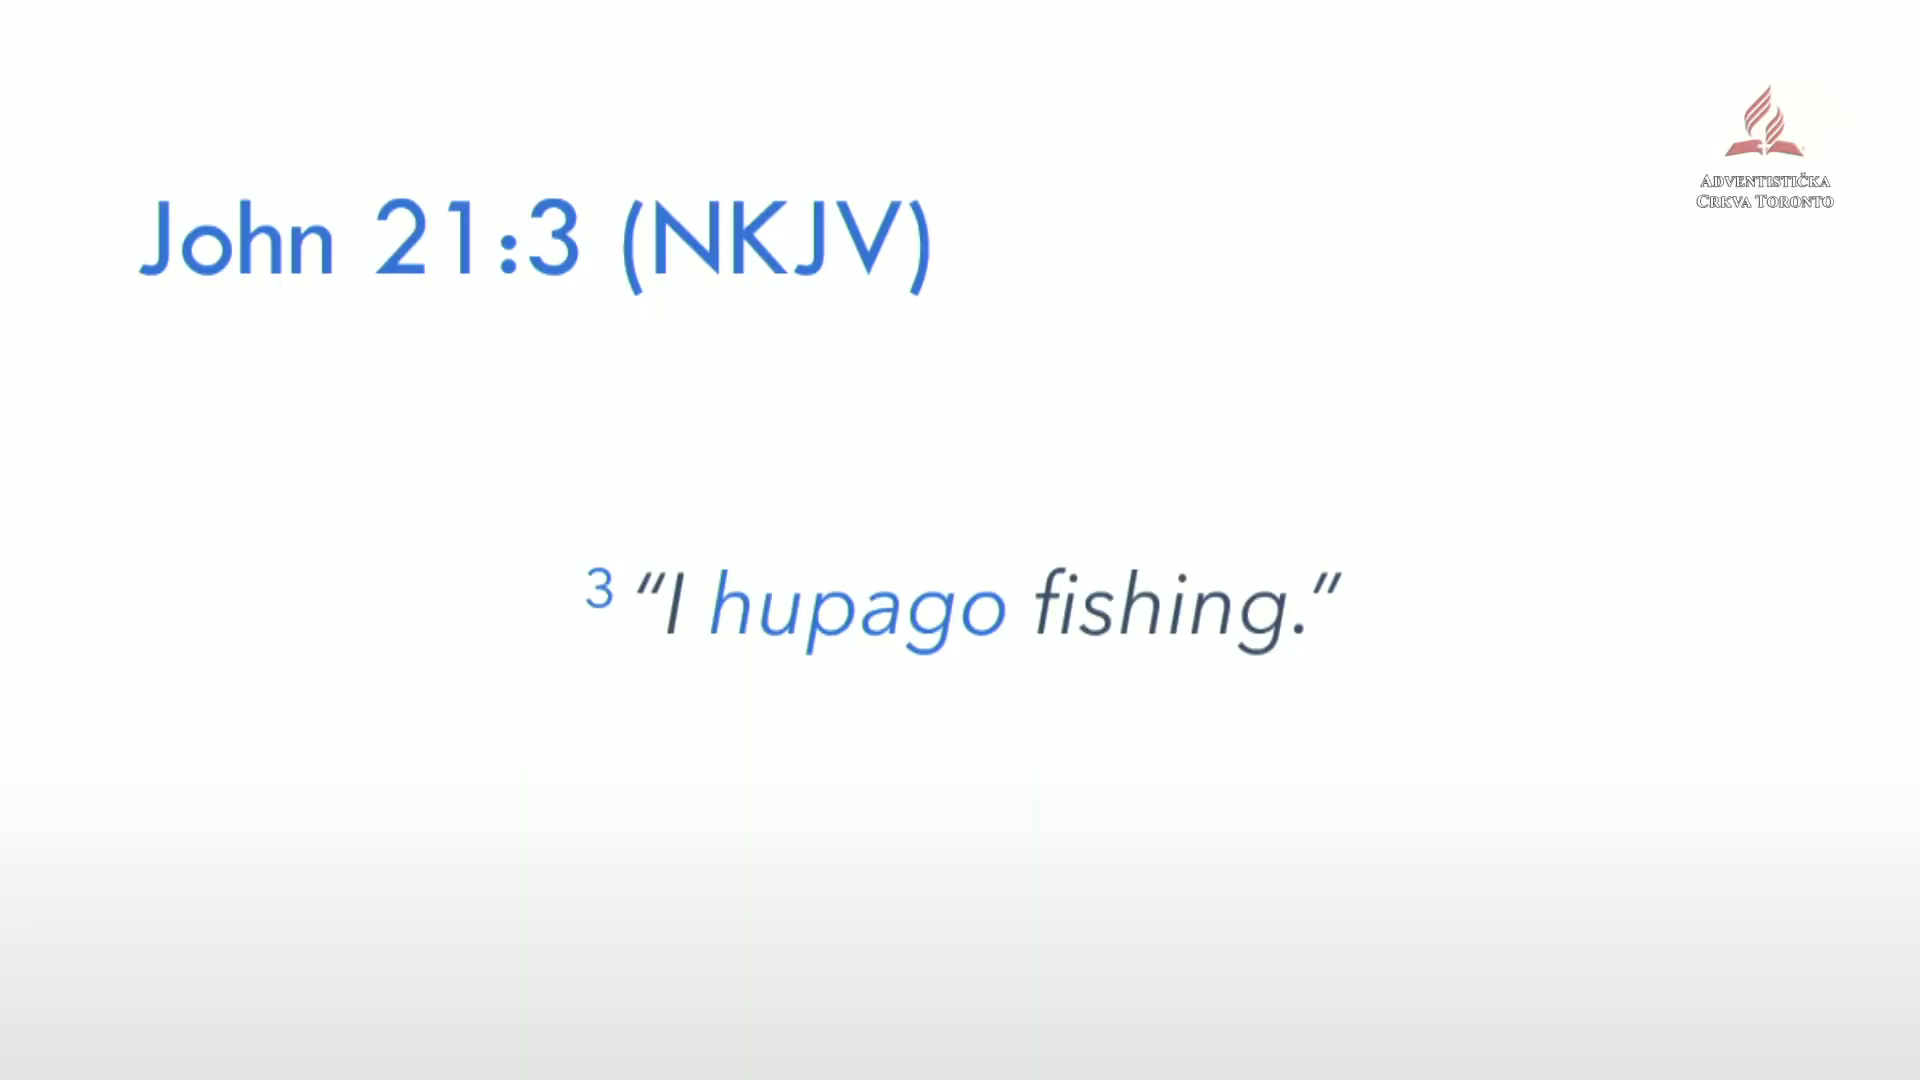 John 21:3 (NKJV)
ADVENTISTIČKA
CRKVA TORONTO
3 “I hupago fishing.”